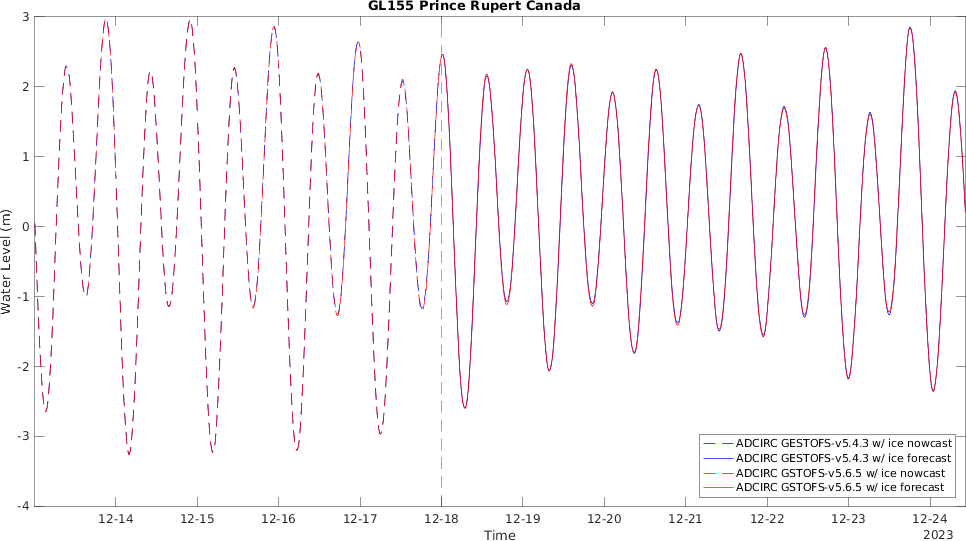 GL155 Prince Rupert Canada
3
2
1
0
-1
-2
-3
-4
Water Level (m)
ADCIRC GESTOFS-v5.4.3 w/ ice nowcast
ADCIRC GESTOFS-v5.4.3 w/ ice forecast
ADCIRC GSTOFS-v5.6.5 w/ ice nowcast
ADCIRC GSTOFS-v5.6.5 w/ ice forecast
12-14 12-15 12-16 12-17 12-18 12-19 12-20 12-21 12-22 12-23 12-24
Time
2023